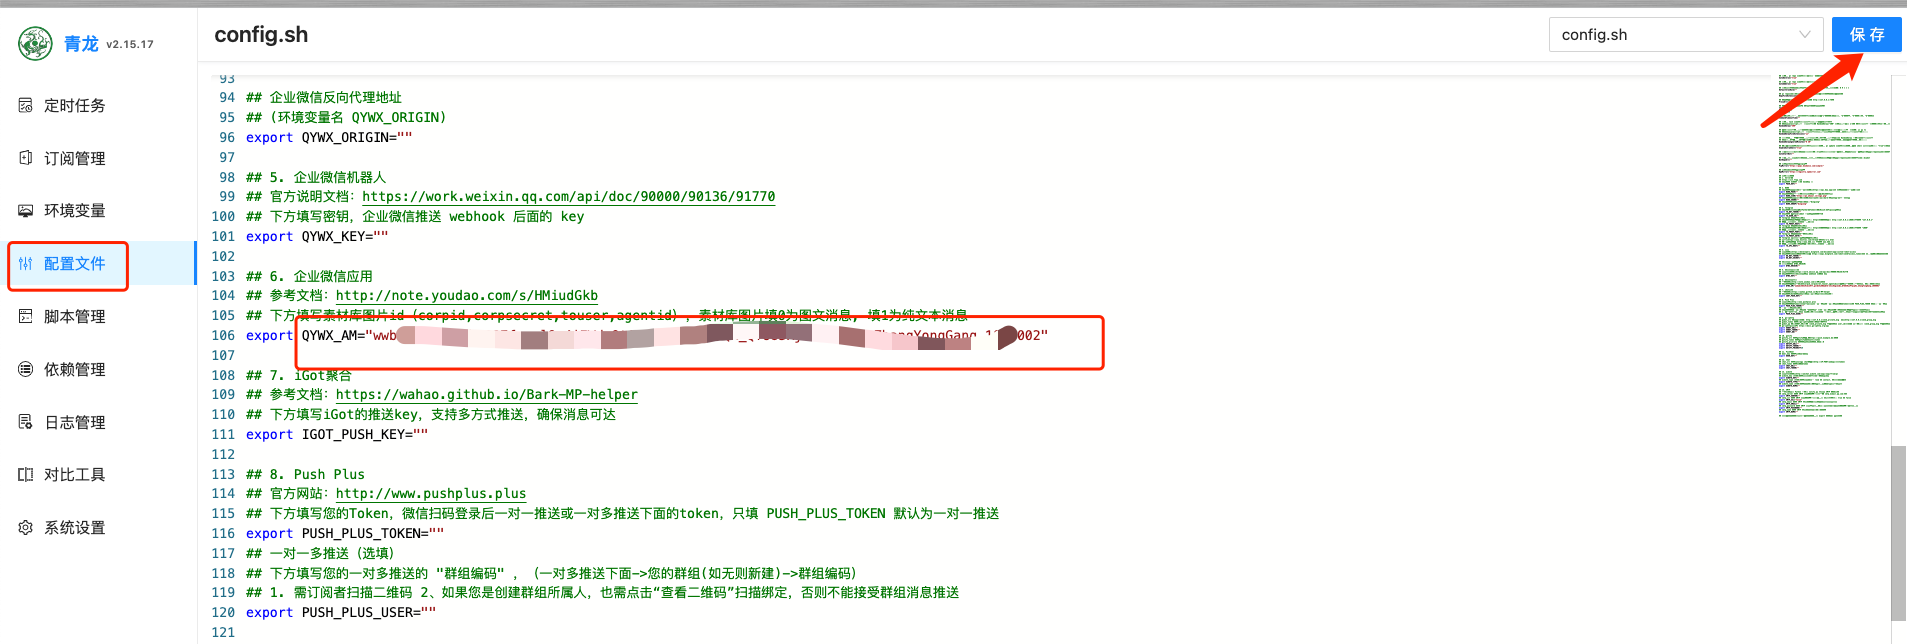 青龙 v2.15.17
config.sh
config.sh
保 存
定时任务
订阅管理
环境变量
配置文件
脚本管理
依赖管理
日志管理
对比工具
系统设置
93
94 ## 企业微信反向代理地址
95 ## (环境变量名 QYWX_ORIGIN)
96 export QYWX_ORIGIN=""
97
98 ## 5. 企业微信机器人
99 ## 官方说明文档：https://work.weixin.qq.com/api/doc/90000/90136/91770
100 ## 下方填写密钥，企业微信推送 webhook 后面的 key
101 export QYWX_KEY=""
102
103 ## 6. 企业微信应用
104 ## 参考文档：http://note.youdao.com/s/HMiudGkb
105 ## 下方填写素材库图片id（corpid,corpsecret,touser,agentid），素材库图片填0为图文消息, 填1为纯文本消息
106 export QYWX_AM="wwb 002"
107
108 ## 7. iGot聚合
109 ## 参考文档：https://wahao.github.io/Bark-MP-helper
110 ## 下方填写iGot的推送key，支持多方式推送，确保消息可达
111 export IGOT_PUSH_KEY=""
112
113 ## 8. Push Plus
114 ## 官方网站：http://www.pushplus.plus
115 ## 下方填写您的Token，微信扫码登录后一对一推送或一对多推送下面的token，只填 PUSH_PLUS_TOKEN 默认为一对一推送
116 export PUSH_PLUS_TOKEN=""
117 ## 一对一多推送（选填）
118 ## 下方填写您的一对多推送的 "群组编码" ，（一对多推送下面->您的群组(如无则新建)->群组编码）
119 ## 1. 需订阅者扫描二维码 2、如果您是创建群组所属人，也需点击“查看二维码”扫描绑定，否则不能接受群组消息推送
120 export PUSH_PLUS_USER=""
121